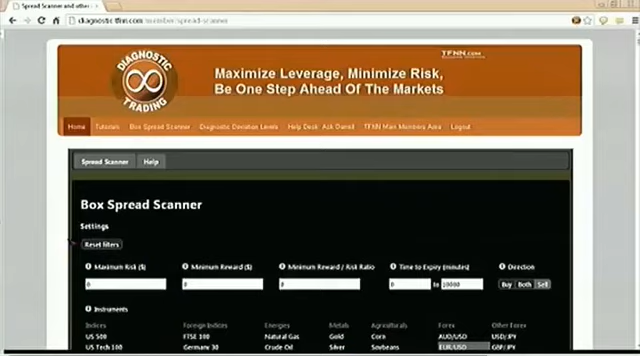 Spread Scanner and other
diagnostic.tfnn.com/member/spread-scanner
DIAGNOSTIC TRADING
TFNN.com
Maximize Leverage, Minimize Risk,
Be One Step Ahead Of The Markets
Home Tutorials Box Spread Scanner Diagnostic Deviation Levels Help Desk: Ask Darrell TFNN Main Members Area Logout
Spread Scanner Help
Box Spread Scanner
Settings
Reset filters
Maximum Risk ($) Minimum Reward ($) Minimum Reward / Risk Ratio Time to Expiry (minutes) Direction
0 0 0 0 to 10000 Buy Both Sell
Instruments
Indices Foreign Indices Energies Metals Agriculturals Forex Other Forex
US 500 FTSE 100 Natural Gas Gold Corn AUD/USD USD/JPY
US Tech 100 Germany 30 Crude Oil Silver Soybeans EUR/USD GBP/JPY